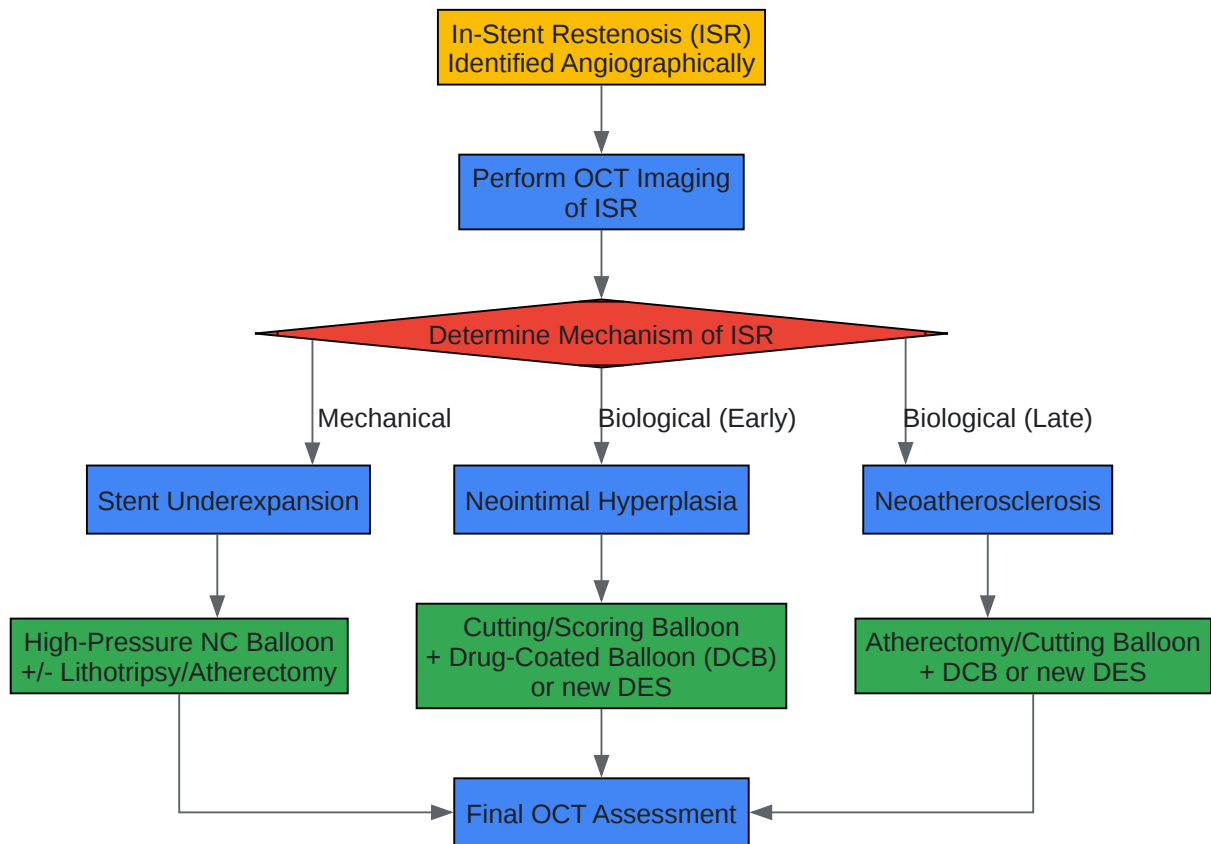 In-Stent Restenosis (ISR)
Identified Angiographically
Perform OCT Imaging
of ISR
Determine Mechanism of ISR
Mechanical
Biological (Early)
Biological (Late)
Stent Underexpansion
Neointimal Hyperplasia
Neoatherosclerosis
High-Pressure NC Balloon
+/- Lithotripsy/Atherectomy
Cutting/Scoring Balloon
+ Drug-Coated Balloon (DCB)
or new DES
Atherectomy/Cutting Balloon
+ DCB or new DES
Final OCT Assessment